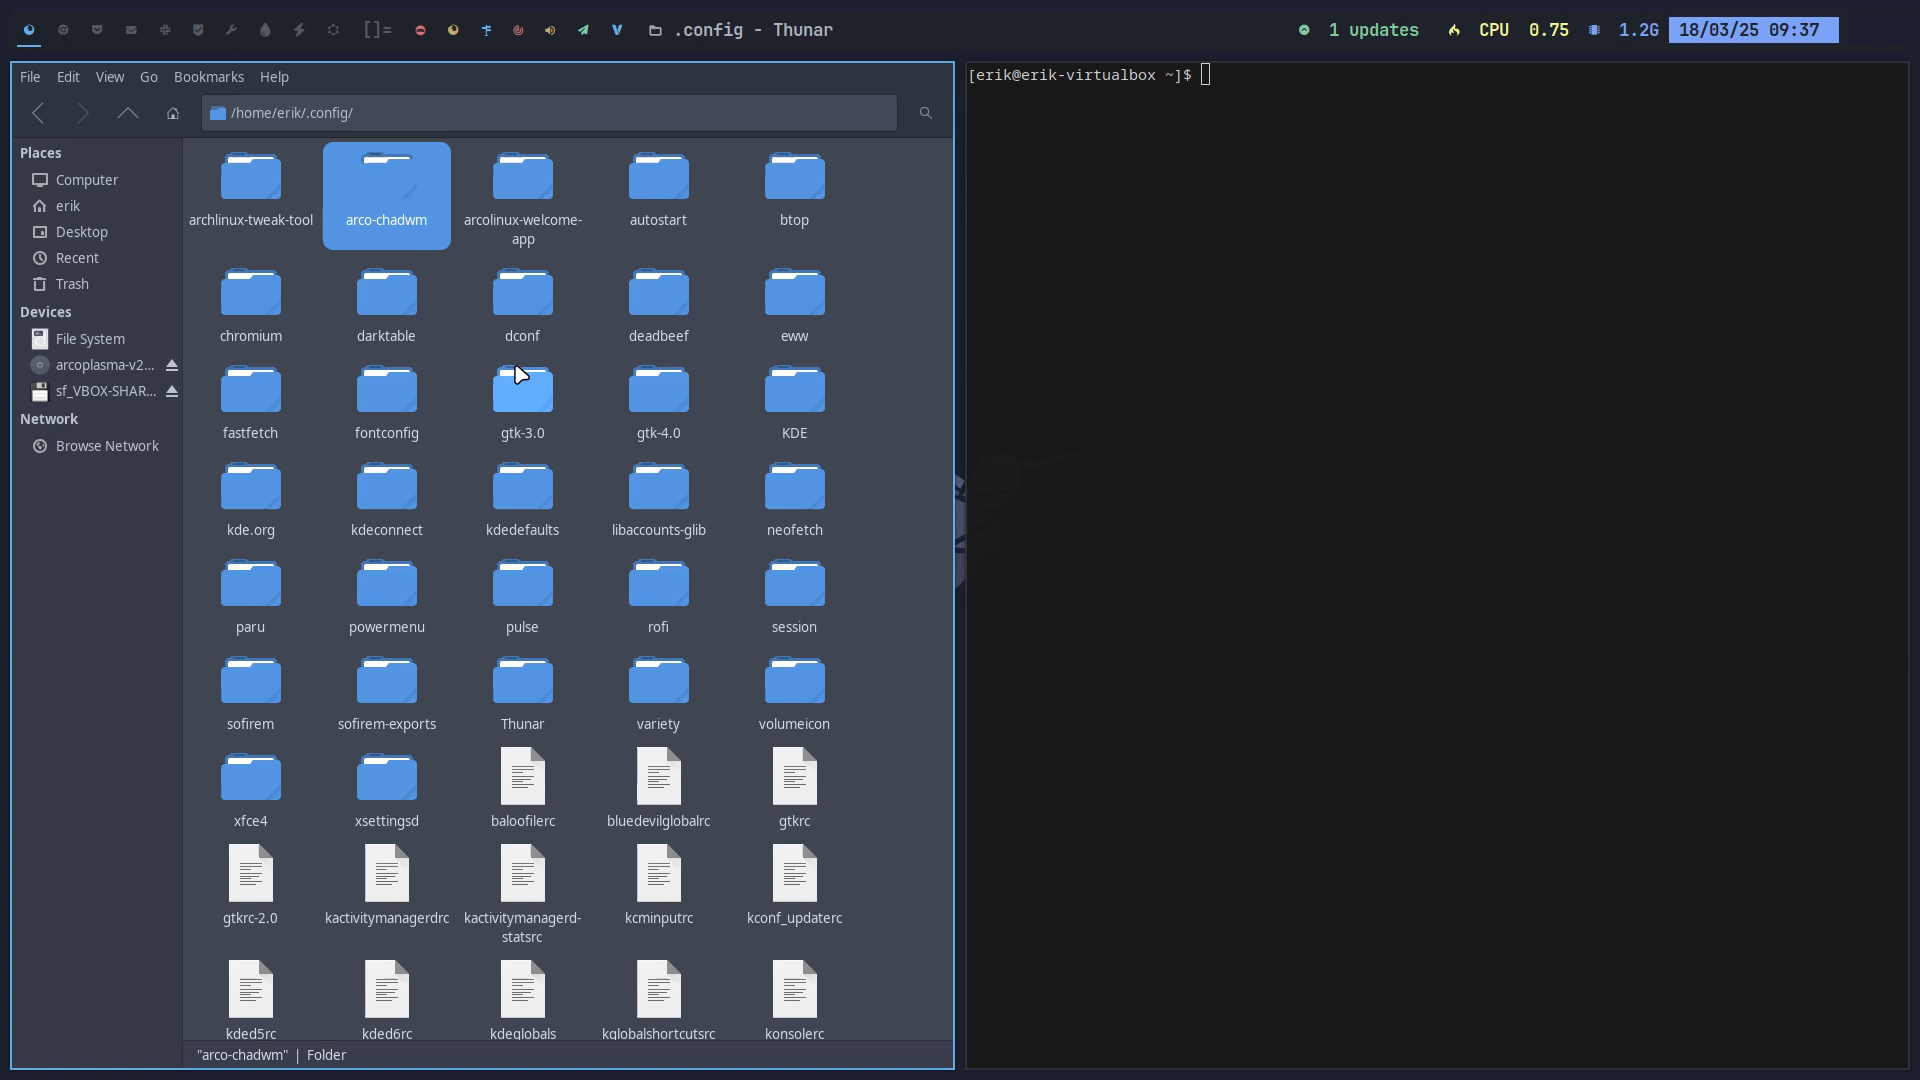 []= .config - Thunar 1 updates CPU 0.75 1.2G 18/03/25 09:37
File Edit View Go Bookmarks Help
/home/erik/.config/
Places
Computer
erik
Desktop
Recent
Trash
Devices
File System
arcoplasma-v2...
sf_VBOX-SHAR...
Network
Browse Network
archlinux-tweak-tool arco-chadwm arcolinux-welcome- autostart btop
app
chromium darktable dconf deadbeef eww
fastfetch fontconfig gtk-3.0 gtk-4.0 KDE
kde.org kdeconnect kdedefaults libaccounts-glib neofetch
paru powermenu pulse rofi session
sofirem sofirem-exports Thunar variety volumeicon
xfce4 xsettingsd baloofilerc bluedevilglobalrc gtkrc
gtkrc-2.0 kactivitymanagerdrc kactivitymanagerd- kcminputrc kconf_updaterc
statsrc
kded5rc kded6rc kdeglobals kglobalshortcutsrc konsolerc
"arco-chadwm" | Folder
[erik@erik-virtualbox ~]$